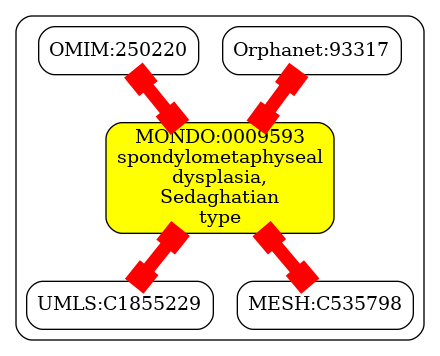 OMIM:250220
Orphanet:93317
MONDO:0009593
spondylometaphyseal
dysplasia,
Sedaghatian
type
UMLS:C1855229
MESH:C535798